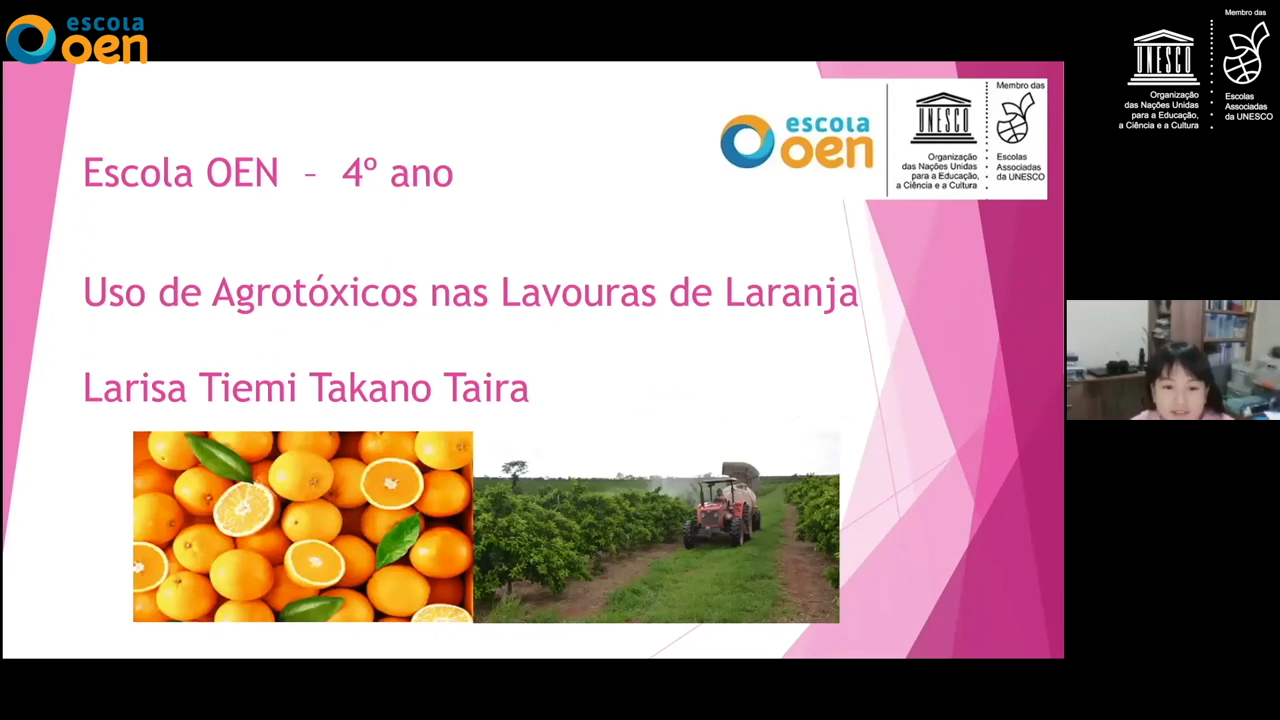 escola
oen
Membro das
UNESCO
Organização
das Nações Unidas
para a Educação,
a Ciência e a Cultura
Escolas
Associadas
da UNESCO
escola
oen
Membro das
UNESCO
Organização
das Nações Unidas
para a Educação,
a Ciência e a Cultura
Escolas
Associadas
da UNESCO
Escola OEN – 4º ano
Uso de Agrotóxicos nas Lavouras de Laranja
Larisa Tiemi Takano Taira